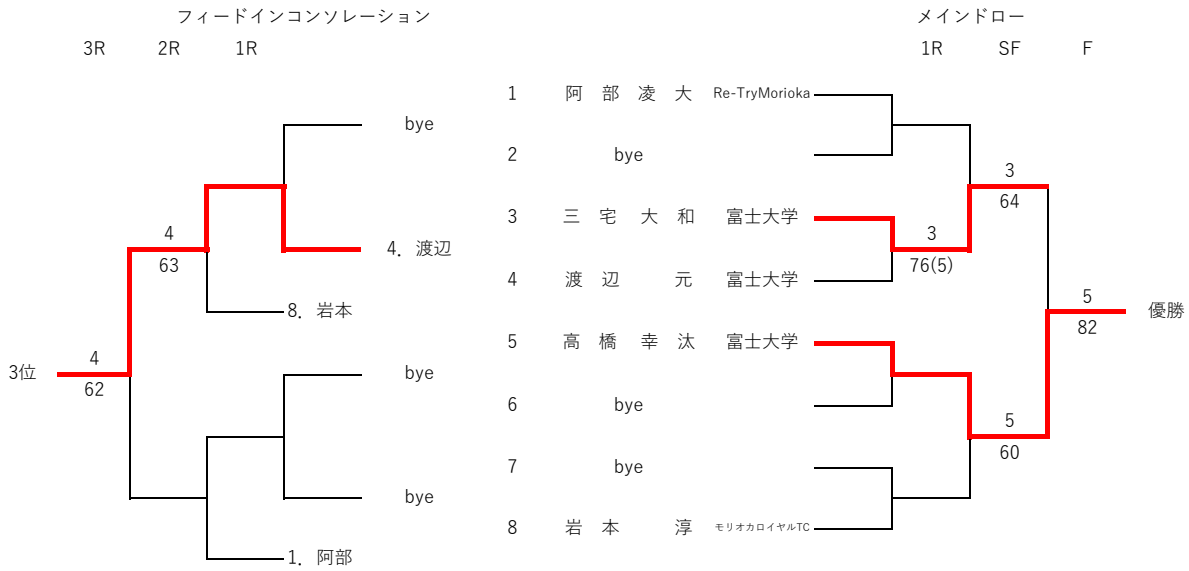 フィードインコンソレーション メインドロー
3R 2R 1R 1R SF F
1 阿部凌大 Re-TryMorioka
bye
2 bye
3
64
3 三宅大和 富士大学
4
3
4．渡辺
63
76(5)
4 渡辺元 富士大学
5
8．岩本
優勝
82
5 高橋幸汰 富士大学
4
3位
bye
62
6 bye
5
60
7 bye
bye
8 岩本淳 モリオカロイヤルTC
1．阿部